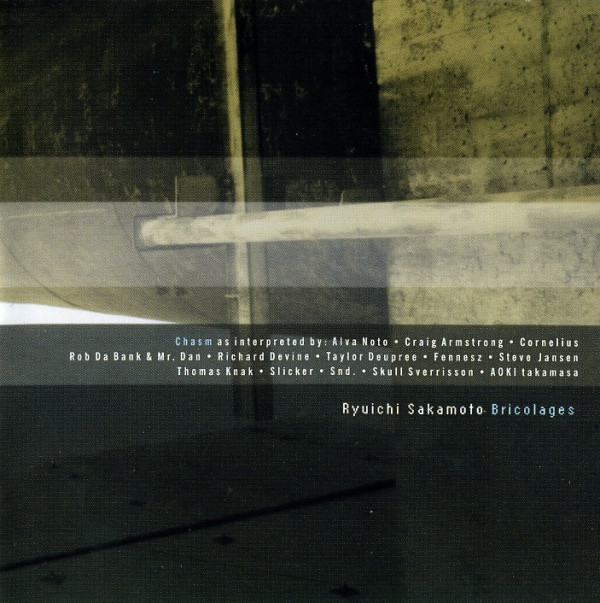 Chasm as interpreted by: Alva Noto • Craig Armstrong • Cornelius
Rob Da Bank & Mr. Dan • Richard Devine • Taylor Deupree • Fennesz • Steve Jansen
Thomas Knak • Slicker • Snd. • Skull Sverrisson • AOKI takamasa
Ryuichi Sakamoto Bricolages